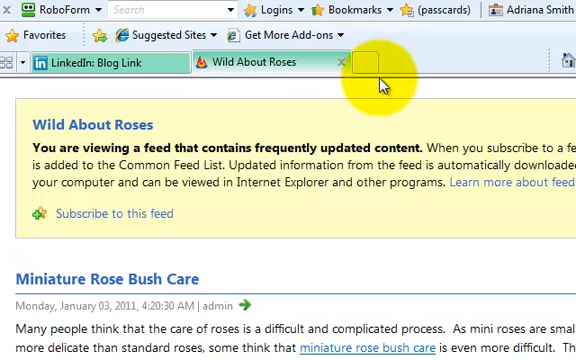 RoboForm Search Logins Bookmarks (passcards) Adriana Smith
Favorites Suggested Sites Get More Add-ons
in LinkedIn: Blog Link Wild About Roses x
Wild About Roses
You are viewing a feed that contains frequently updated content. When you subscribe to a fe
is added to the Common Feed List. Updated information from the feed is automatically downloade
your computer and can be viewed in Internet Explorer and other programs. Learn more about feed
Subscribe to this feed
Miniature Rose Bush Care
Monday, January 03, 2011, 4:20:30 AM | admin
Many people think that the care of roses is a difficult and complicated process. As mini roses are smal
more delicate than standard roses, some think that miniature rose bush care is even more difficult. Th